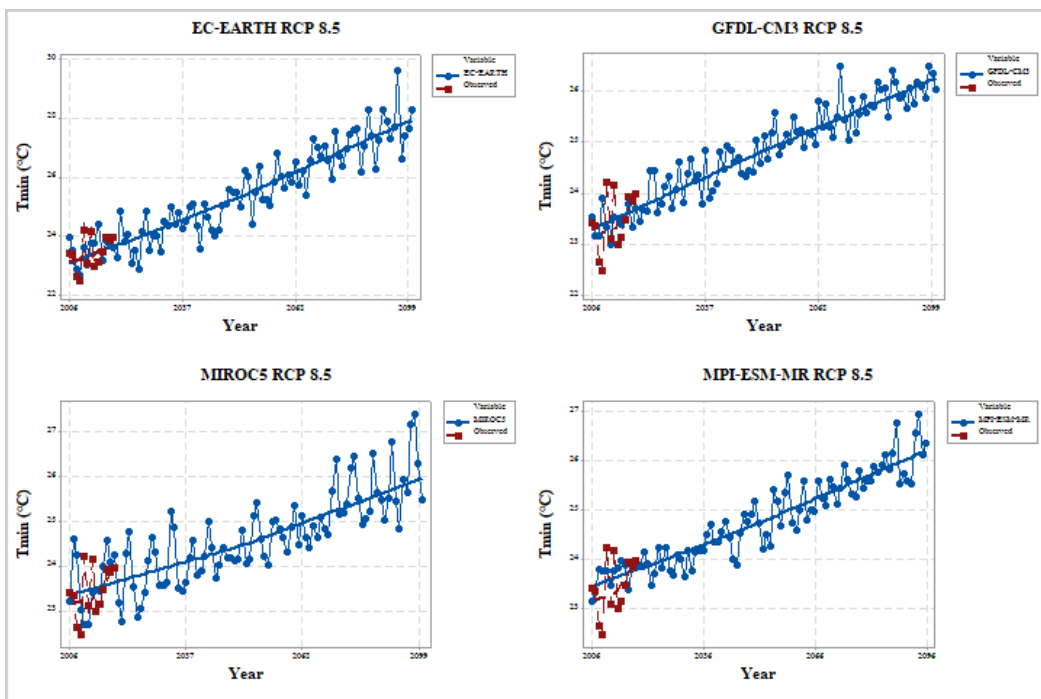 EC-EARTH RCP 8.5
Variable
EC-EARTH
Observed
30
28
26
24
22
Tmin (°C)
2006 2037 2068 2099
Year
GFDL-CM3 RCP 8.5
Variable
GFDL-CM3
Observed
26
25
24
23
22
Tmin (°C)
2006 2037 2068 2099
Year
MIROC5 RCP 8.5
Variable
MIROC5
Observed
27
26
25
24
23
Tmin (°C)
2006 2037 2068 2099
Year
MPI-ESM-MR RCP 8.5
Variable
MPI-ESM-MR
Observed
27
26
25
24
23
Tmin (°C)
2006 2036 2066 2096
Year